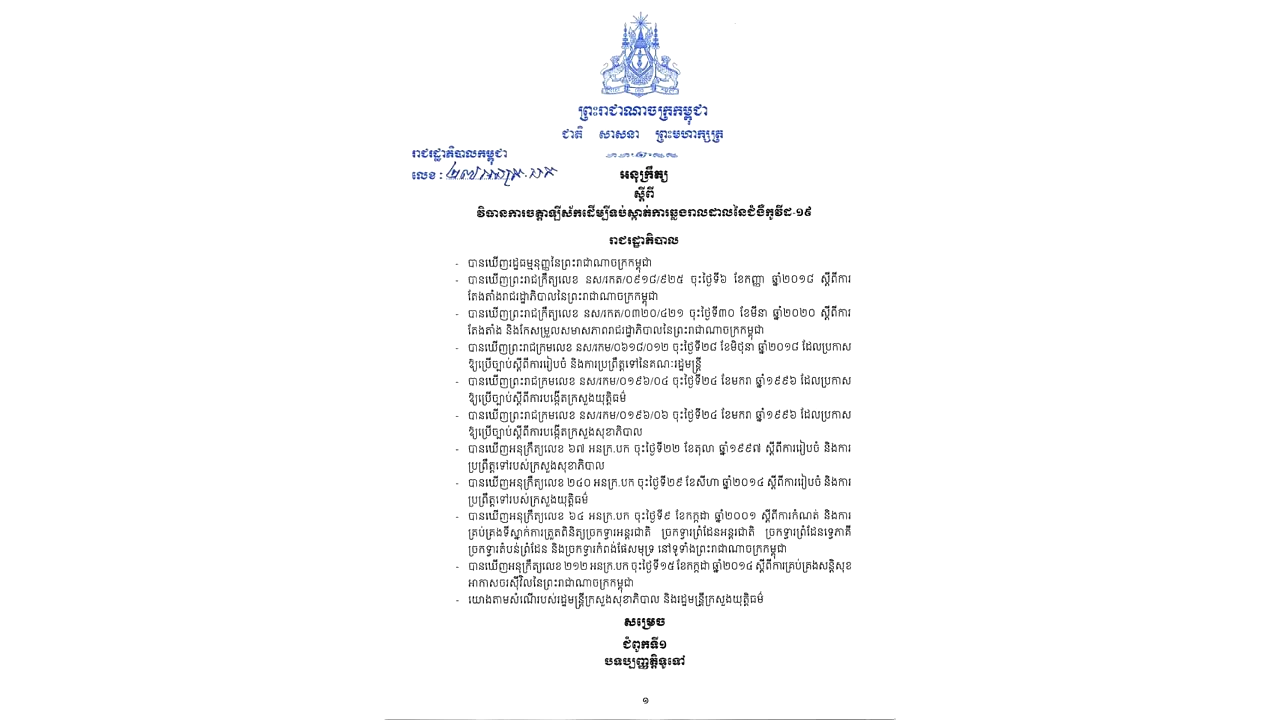 ព្រះរាជាណាចក្រកម្ពុជា
ជាតិ សាសនា ព្រះមហាក្សត្រ
រាជរដ្ឋាភិបាលកម្ពុជា
លេខ : អនក្រ.បក
អនុក្រឹត្យ
ស្តីពី
វិធានការចត្តាឡីស័កដើម្បីទប់ស្កាត់ការឆ្លងរាលដាលនៃជំងឺកូវីដ-១៩
រាជរដ្ឋាភិបាល
- បានឃើញរដ្ឋធម្មនុញ្ញនៃព្រះរាជាណាចក្រកម្ពុជា
- បានឃើញព្រះរាជក្រឹត្យលេខ នស/រកត/០៩១៨/៩២៥ ចុះថ្ងៃទី៦ ខែកញ្ញា ឆ្នាំ២០១៨ ស្តីពីការ
តែងតាំងរាជរដ្ឋាភិបាលនៃព្រះរាជាណាចក្រកម្ពុជា
- បានឃើញព្រះរាជក្រឹត្យលេខ នស/រកត/០៣២០/៤២១ ចុះថ្ងៃទី៣០ ខែមីនា ឆ្នាំ២០២០ ស្តីពីការ
តែងតាំង និងកែសម្រួលសមាសភាពរាជរដ្ឋាភិបាលនៃព្រះរាជាណាចក្រកម្ពុជា
- បានឃើញព្រះរាជក្រមលេខ នស/រកម/០៦១៨/០១២ ចុះថ្ងៃទី២៨ ខែមិថុនា ឆ្នាំ២០១៨ ដែលប្រកាស
ឱ្យប្រើច្បាប់ស្តីពីការរៀបចំ និងការប្រព្រឹត្តទៅនៃគណៈរដ្ឋមន្ត្រី
- បានឃើញព្រះរាជក្រមលេខ នស/រកម/០១៩៦/០៤ ចុះថ្ងៃទី២៤ ខែមករា ឆ្នាំ១៩៩៦ ដែលប្រកាស
ឱ្យប្រើច្បាប់ស្តីពីការបង្កើតក្រសួងយុត្តិធម៌
- បានឃើញព្រះរាជក្រមលេខ នស/រកម/០១៩៦/០៦ ចុះថ្ងៃទី២៤ ខែមករា ឆ្នាំ១៩៩៦ ដែលប្រកាស
ឱ្យប្រើច្បាប់ស្តីពីការបង្កើតក្រសួងសុខាភិបាល
- បានឃើញអនុក្រឹត្យលេខ ៦៧ អនក្រ.បក ចុះថ្ងៃទី២២ ខែតុលា ឆ្នាំ១៩៩៧ ស្តីពីការរៀបចំ និងការ
ប្រព្រឹត្តទៅរបស់ក្រសួងសុខាភិបាល
- បានឃើញអនុក្រឹត្យលេខ ២៤០ អនក្រ.បក ចុះថ្ងៃទី២៩ ខែសីហា ឆ្នាំ២០១៤ ស្តីពីការរៀបចំ និងការ
ប្រព្រឹត្តទៅរបស់ក្រសួងយុត្តិធម៌
- បានឃើញអនុក្រឹត្យលេខ ៦៤ អនក្រ.បក ចុះថ្ងៃទី៩ ខែកក្កដា ឆ្នាំ២០០១ ស្តីពីការកំណត់ និងការ
គ្រប់គ្រងទីស្នាក់ការត្រួតពិនិត្យច្រកទ្វារអន្តរជាតិ ច្រកទ្វារព្រំដែនអន្តរជាតិ ច្រកទ្វារព្រំដែនទ្វេភាគី
ច្រកទ្វារតំបន់ព្រំដែន និងច្រកទ្វារកំពង់ផែសមុទ្រ នៅទូទាំងព្រះរាជាណាចក្រកម្ពុជា
- បានឃើញអនុក្រឹត្យលេខ ២១២ អនក្រ.បក ចុះថ្ងៃទី១៥ ខែកក្កដា ឆ្នាំ២០១៤ ស្តីពីការគ្រប់គ្រងសន្តិសុខ
អាកាសចរស៊ីវិលនៃព្រះរាជាណាចក្រកម្ពុជា
- យោងតាមសំណើរបស់រដ្ឋមន្ត្រីក្រសួងសុខាភិបាល និងរដ្ឋមន្ត្រីក្រសួងយុត្តិធម៌
សម្រេច
ជំពូកទី១
បទប្បញ្ញត្តិទូទៅ
១